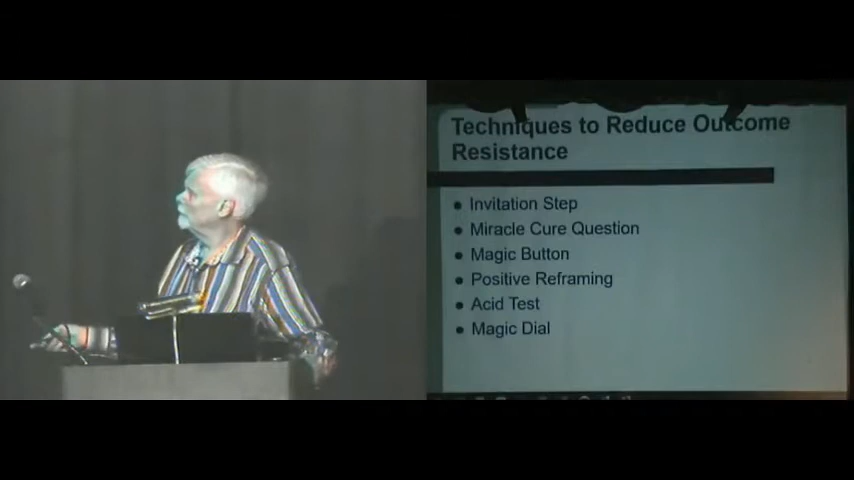 Techniques to Reduce Outcome
Resistance
• Invitation Step
• Miracle Cure Question
• Magic Button
• Positive Reframing
• Acid Test
• Magic Dial